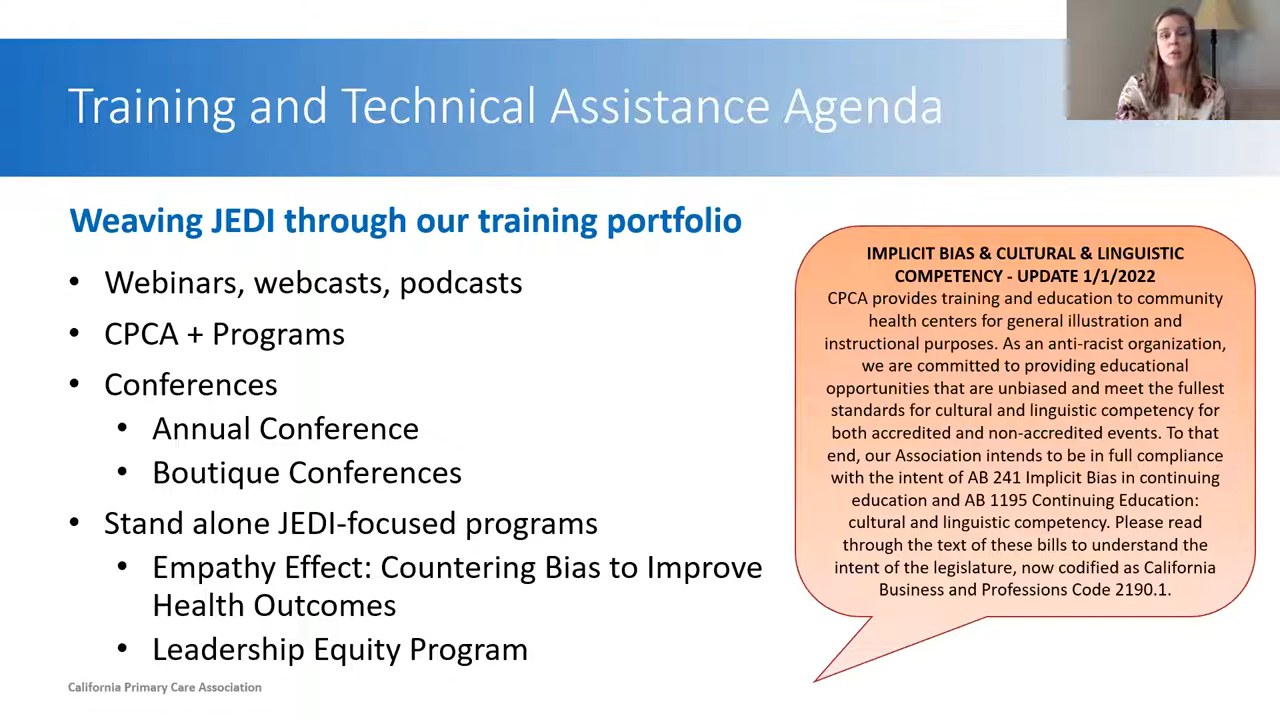 Training and Technical Assistance Agenda
Weaving JEDI through our training portfolio
• Webinars, webcasts, podcasts
• CPCA + Programs
• Conferences
• Annual Conference
• Boutique Conferences
• Stand alone JEDI-focused programs
• Empathy Effect: Countering Bias to Improve
Health Outcomes
• Leadership Equity Program
California Primary Care Association
IMPLICIT BIAS & CULTURAL & LINGUISTIC
COMPETENCY - UPDATE 1/1/2022
CPCA provides training and education to community
health centers for general illustration and
instructional purposes. As an anti-racist organization,
we are committed to providing educational
opportunities that are unbiased and meet the fullest
standards for cultural and linguistic competency for
both accredited and non-accredited events. To that
end, our Association intends to be in full compliance
with the intent of AB 241 Implicit Bias in continuing
education and AB 1195 Continuing Education:
cultural and linguistic competency. Please read
through the text of these bills to understand the
intent of the legislature, now codified as California
Business and Professions Code 2190.1.